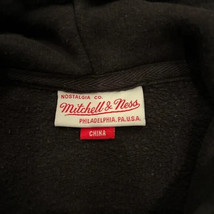 NOSTALGIA CO.
Mitchell & Ness
PHILADELPHIA, PA, U.S.A.
CHINA